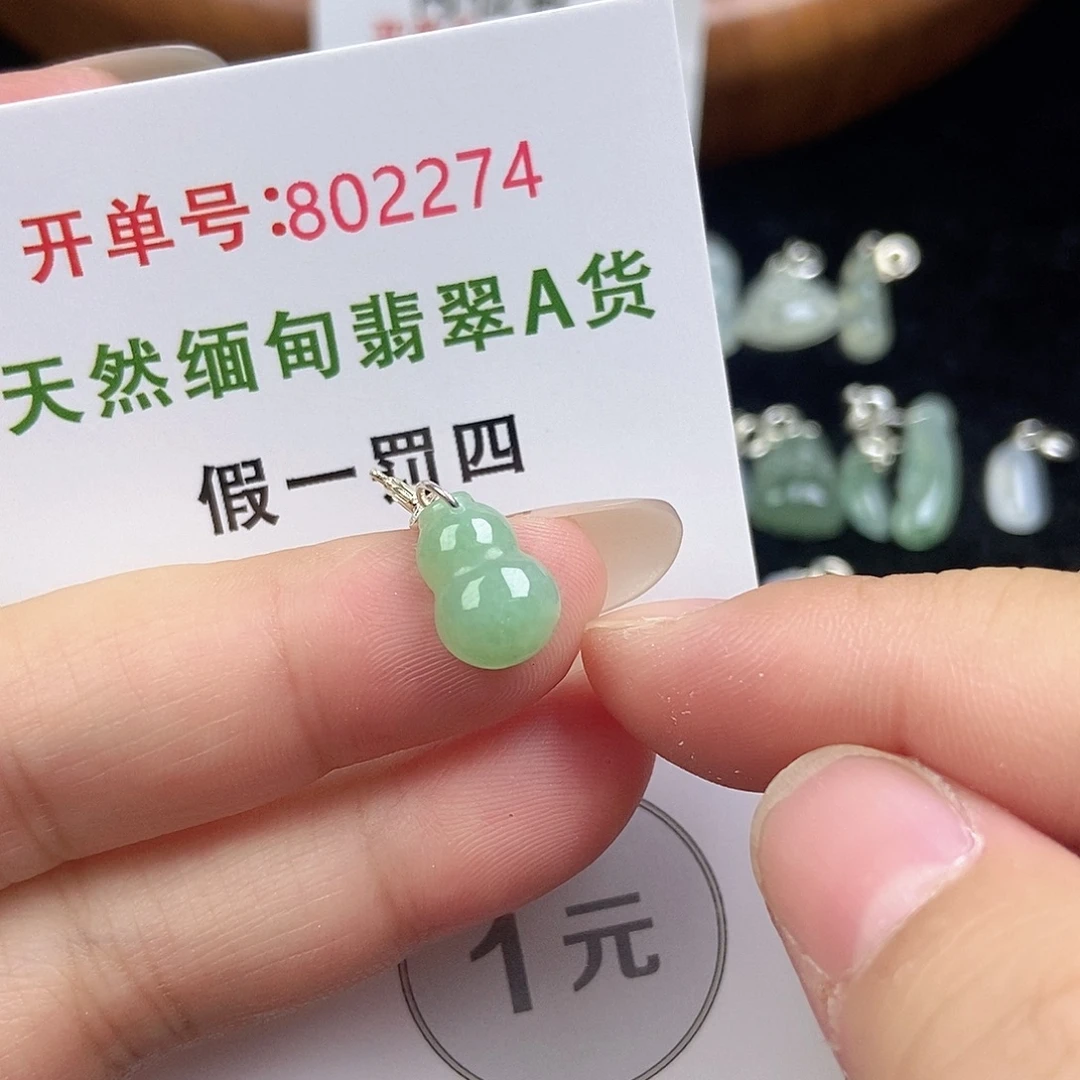 开单号:802274
天然缅甸翡翠A货
假一罚四
1元